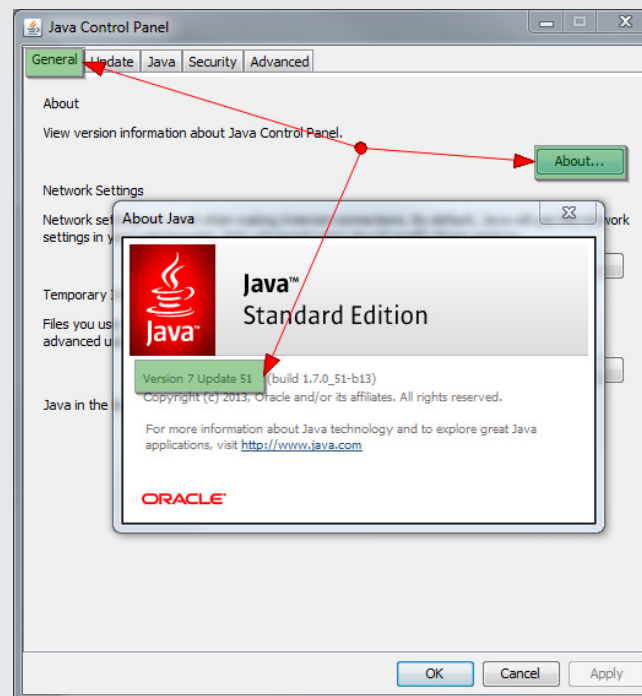 Java Control Panel
General Update Java Security Advanced
About
View version information about Java Control Panel.
About...
Network Settings
Network set
work
settings in y
About Java
Java™
Java™
Standard Edition
Temporary I
Files you us
advanced u
Version 7 Update 51 (build 1.7.0_51-b13)
Copyright (c) 2013, Oracle and/or its affiliates. All rights reserved.
Java in the
For more information about Java technology and to explore great Java
applications, visit http://www.java.com
ORACLE
OK Cancel Apply